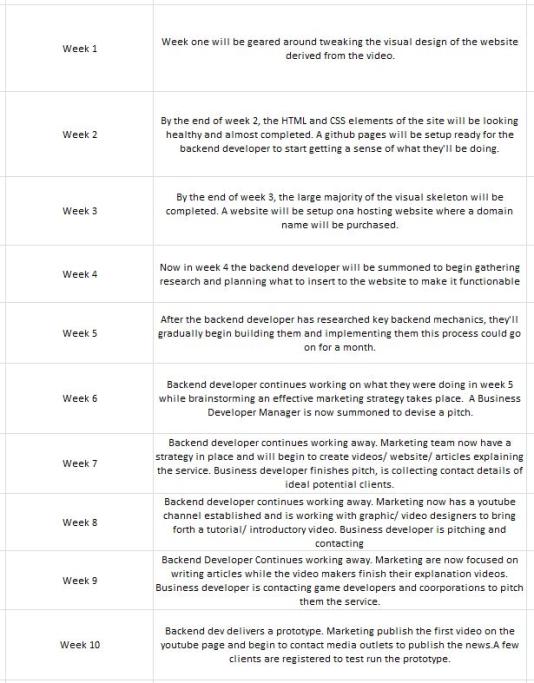 Week 1
Week one will be geared around tweaking the visual design of the website
derived from the video.
Week 2
By the end of week 2, the HTML and CSS elements of the site will be looking
healthy and almost completed. A github pages will be setup ready for the
backend developer to start getting a sense of what they'll be doing.
Week 3
By the end of week 3, the large majority of the visual skeleton will be
completed. A website will be setup ona hosting website where a domain
name will be purchased.
Week 4
Now in week 4 the backend developer will be summoned to begin gathering
research and planning what to insert to the website to make it functionable
Week 5
After the backend developer has researched key backend mechanics, they'll
gradually begin building them and implementing them this process could go
on for a month.
Week 6
Backend developer continues working on what they were doing in week 5
while brainstorming an effective marketing strategy takes place. A Business
Developer Manager is now summoned to devise a pitch.
Week 7
Backend developer continues working away. Marketing team now have a
strategy in place and will begin to create videos/ website/ articles explaining
the service. Business developer finishes pitch, is collecting contact details of
ideal potential clients.
Week 8
Backend developer continues working away. Marketing now has a youtube
channel established and is working with graphic/ video designers to bring
forth a tutorial/ introductory video. Business developer is pitching and
contacting
Week 9
Backend Developer Continues working away. Marketing are now focused on
writing articles while the video makers finish their explanation videos.
Business developer is contacting game developers and coorporations to pitch
them the service.
Week 10
Backend dev delivers a prototype. Marketing publish the first video on the
youtube page and begin to contact media outlets to publish the news.A few
clients are registered to test run the prototype.